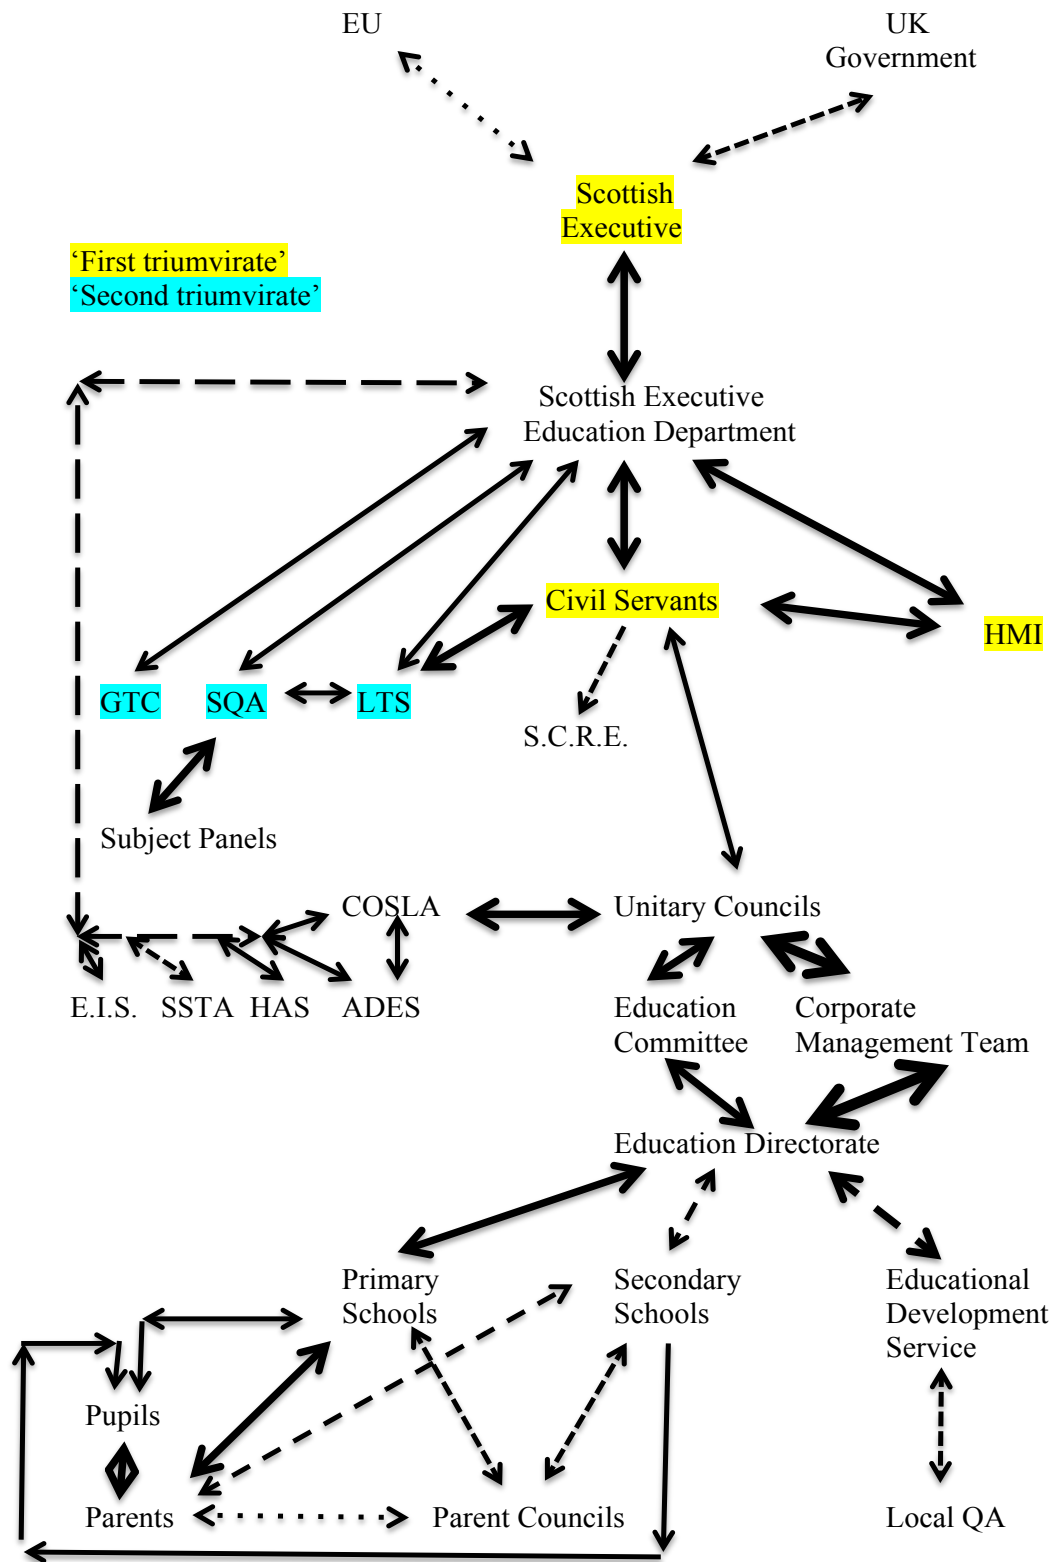 EU
UK
Government
Scottish
Executive
‘First triumvirate’
‘Second triumvirate’
Scottish Executive
Education Department
Civil Servants
HMI
GTC
SQA
LTS
S.C.R.E.
Subject Panels
COSLA
Unitary Councils
E.I.S.
SSTA
HAS
ADES
Education
Committee
Corporate
Management Team
Education Directorate
Primary
Schools
Secondary
Schools
Educational
Development
Service
Pupils
Parents
Parent Councils
Local QA